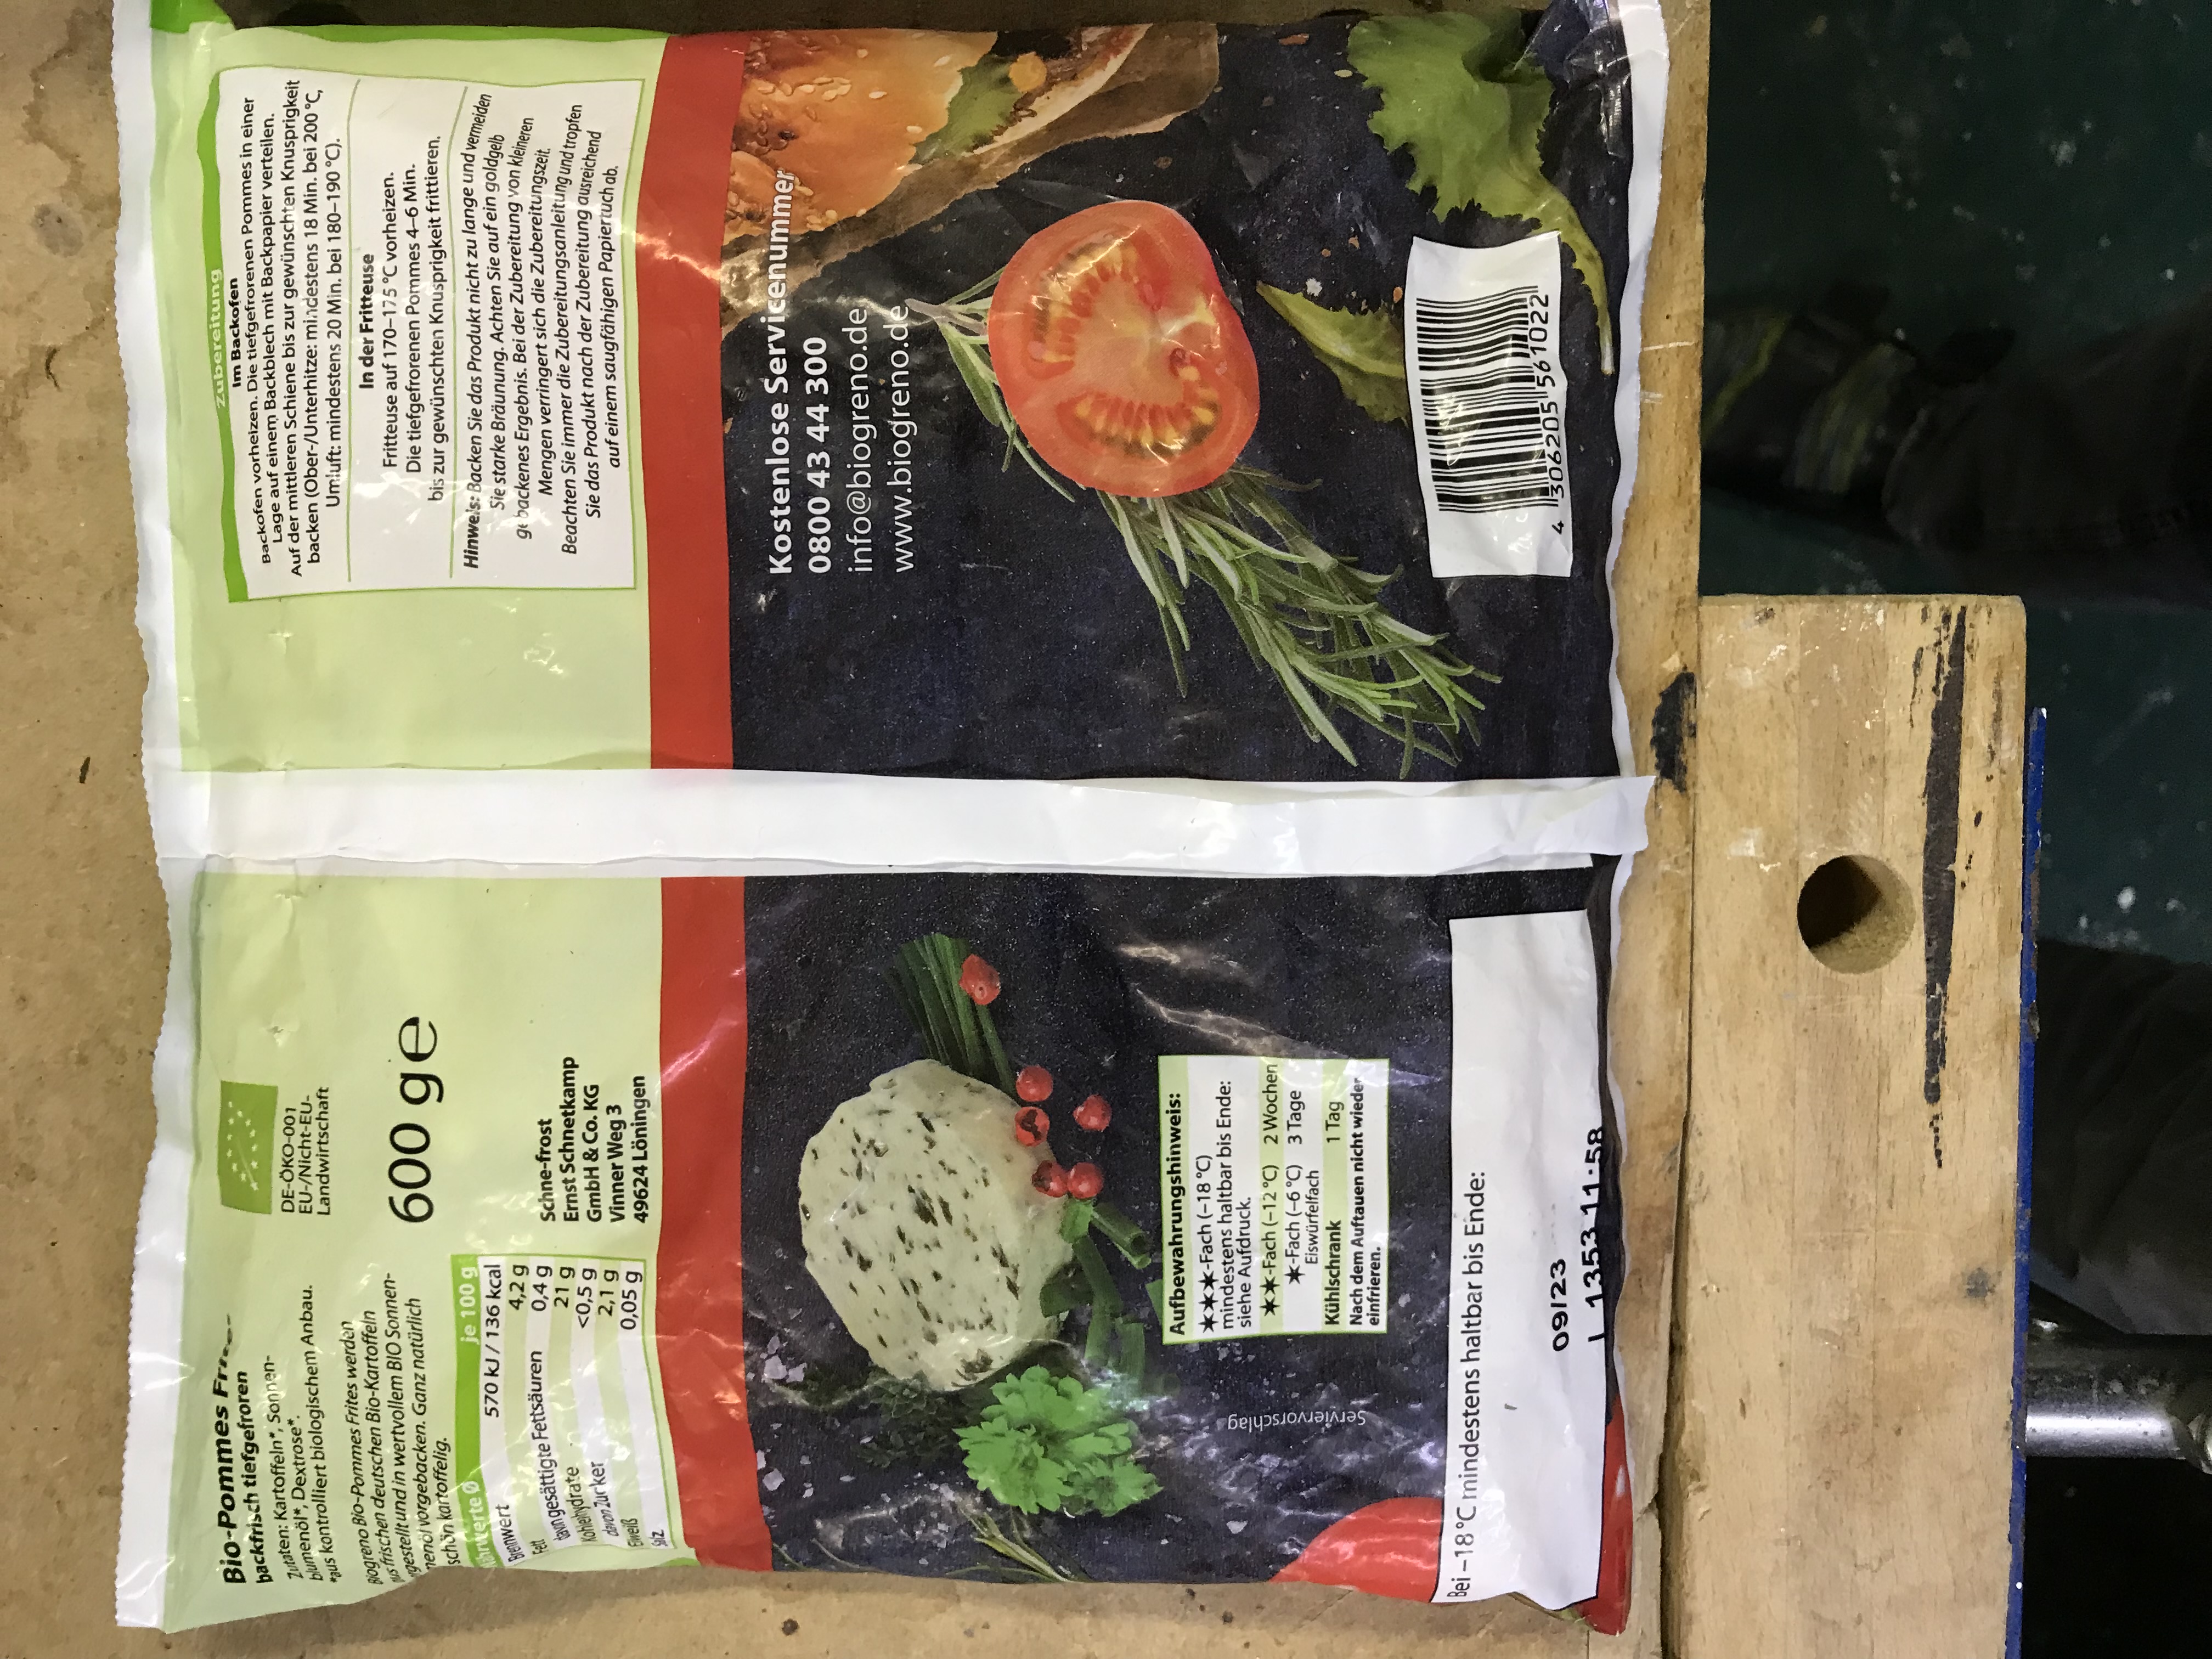 Bio-Pommes
backfrisch tiefgefroren
Zutaten: Kartoffeln*, Sonnen-
blumenöl*, Dextrose*.
*aus kontrolliert biologischem Anbau.
Biogreno Bio-Pommes Frites werden
aus frischen deutschen Bio-Kartoffeln
rgestellt und in wertvollem BIO Sonnen-
menöl vorgebacken. Ganz natürlich
schön kartoffelig.
Nährwerte Ø je 100 g
Brennwert 570 kJ / 136 kcal
Fett 4,2 g
davon gesättigte Fettsäuren 0,4 g
Kohlenhydrate 21 g
davon Zucker <0,5 g
Eiweiß 2,1 g
Salz 0,05 g
DE-ÖKO-001
EU-/Nicht-EU-
Landwirtschaft
600 g e
Schne-frost
Ernst Schnetkamp
GmbH & Co. KG
Vinner Weg 3
49624 Löningen
Aufbewahrungshinweis:
✶✶✶-Fach (–18 °C)
mindestens haltbar bis Ende:
siehe Aufdruck.
✶✶-Fach (–12 °C) 2 Wochen
✶-Fach (–6 °C) 3 Tage
Eiswürfelfach
Kühlschrank 1 Tag
Nach dem Auftauen nicht wieder
einfrieren.
Serviervorschlag
Bei –18 °C mindestens haltbar bis Ende:
09/23
L 1353 11:58
Zubereitung
Im Backofen
Backofen vorheizen. Die tiefgefrorenen Pommes in einer
Lage auf einem Backblech mit Backpapier verteilen.
Auf der mittleren Schiene bis zur gewünschten Knusprigkeit
backen (Ober-/Unterhitze: mindestens 18 Min. bei 200 °C,
Umluft: mindestens 20 Min. bei 180–190 °C).
In der Fritteuse
Fritteuse auf 170–175 °C vorheizen.
Die tiefgefrorenen Pommes 4–6 Min.
bis zur gewünschten Knusprigkeit frittieren.
Hinweis: Backen Sie das Produkt nicht zu lange und vermeiden
Sie starke Bräunung. Achten Sie auf ein goldgelb
gebackenes Ergebnis. Bei der Zubereitung von kleineren
Mengen verringert sich die Zubereitungszeit.
Beachten Sie immer die Zubereitungsanleitung und tropfen
Sie das Produkt nach der Zubereitung ausreichend
auf einem saugfähigen Papiertuch ab.
Kostenlose Servicenummer
0800 43 44 300
info@biogreno.de
www.biogreno.de
4 306205 561022